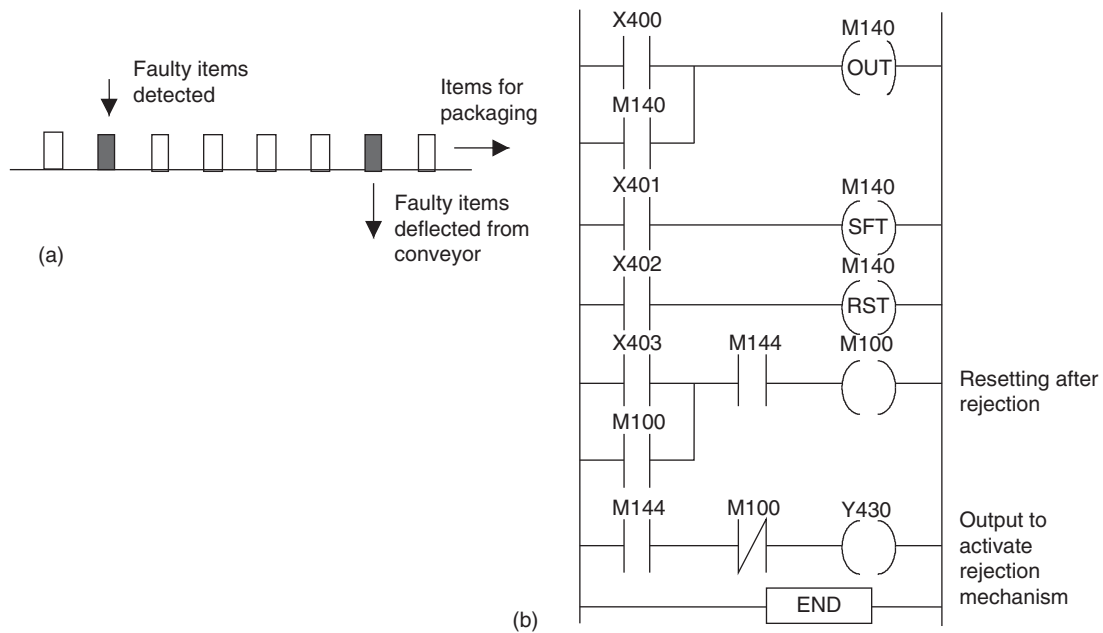 Faulty items
detected
Items for
packaging
Faulty items
deflected from
conveyor
(a)
X400
M140
OUT
M140
X401
M140
SFT
X402
M140
RST
X403
M144
M100
Resetting after
rejection
M100
M144
M100
Y430
Output to
activate
rejection
mechanism
END
(b)